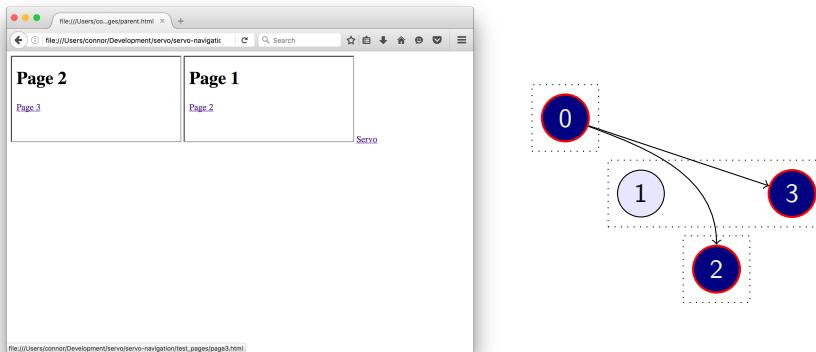 file:///Users/co...ges/parent.html × +
file:///Users/connor/Development/servo/servo-navigatic C Search
Page 2
Page 3
Page 1
Page 2
Servo
file:///Users/connor/Development/servo/servo-navigation/test_pages/page3.html
0
1
3
2